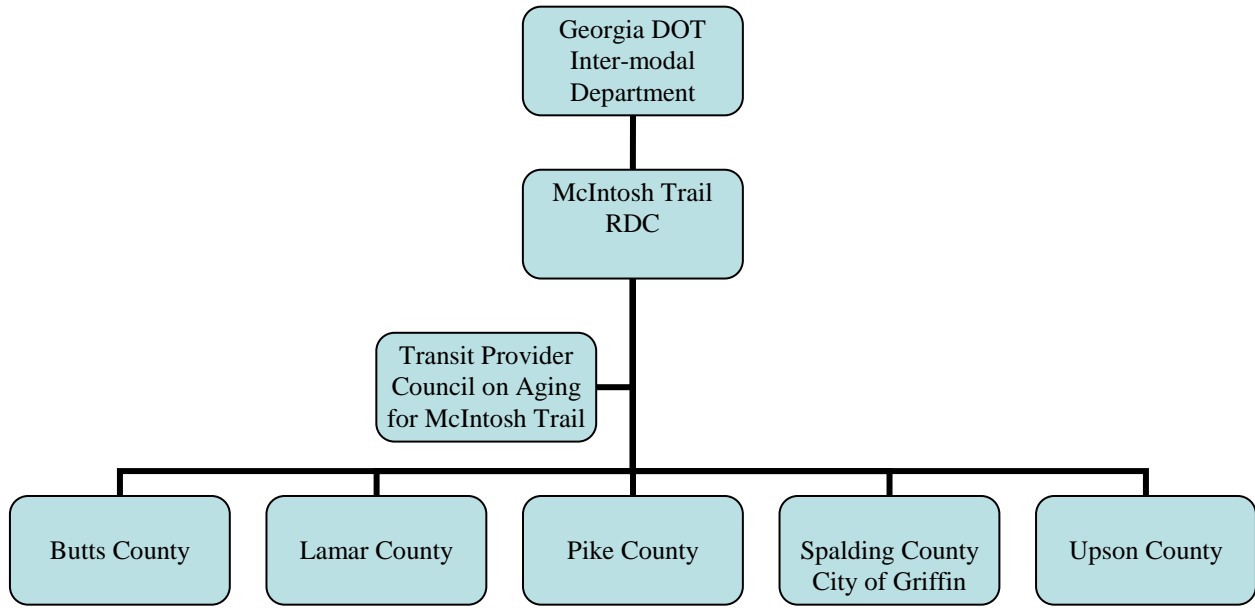 Georgia DOT
Inter-modal
Department
McIntosh Trail
RDC
Transit Provider
Council on Aging
for McIntosh Trail
Butts County
Lamar County
Pike County
Spalding County
City of Griffin
Upson County